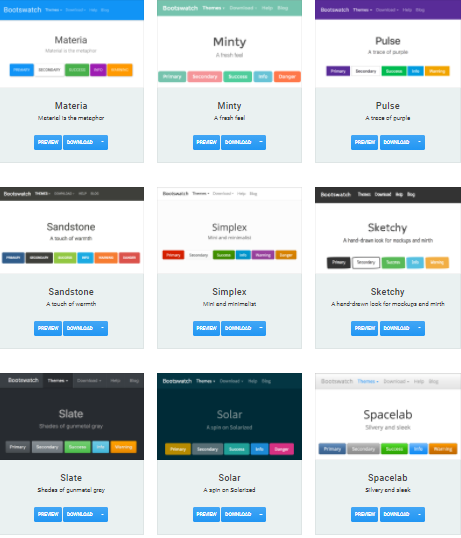 Bootswatch Themes Download Help Blog
Materia
Material is the metaphor
PRIMARY SECONDARY SUCCESS INFO WARNING
Materia
Material is the metaphor
PREVIEW DOWNLOAD
Bootswatch Themes Download Help Blog
Minty
A fresh feel
Primary Secondary Success Info Danger
Minty
A fresh feel
PREVIEW DOWNLOAD
Bootswatch Themes Download Help Blog
Pulse
A trace of purple
Primary Secondary Success Info Warning
Pulse
A trace of purple
PREVIEW DOWNLOAD
Bootswatch THEMES DOWNLOAD HELP BLOG
Sandstone
A touch of warmth
PRIMARY SECONDARY SUCCESS INFO WARNING DANGER
Sandstone
A touch of warmth
PREVIEW DOWNLOAD
Bootswatch Themes Download Help Blog
Simplex
Mini and minimalist
Primary Secondary Success Info Warning Danger
Simplex
Mini and minimalist
PREVIEW DOWNLOAD
Bootswatch Themes Download Help Blog
Sketchy
A hand-drawn look for mockups and mirth
Primary Secondary Success Info Warning
Sketchy
A hand-drawn look for mockups and mirth
PREVIEW DOWNLOAD
Bootswatch Themes Download Help Blog
Slate
Shades of gunmetal gray
Primary Secondary Success Info Warning
Slate
Shades of gunmetal gray
PREVIEW DOWNLOAD
Bootswatch Themes Download Help Blog
Solar
A spin on Solarized
Primary Secondary Success Info Danger
Solar
A spin on Solarized
PREVIEW DOWNLOAD
Bootswatch Themes Download Help Blog
Spacelab
Silvery and sleek
Primary Secondary Success Info Warning
Spacelab
Silvery and sleek
PREVIEW DOWNLOAD